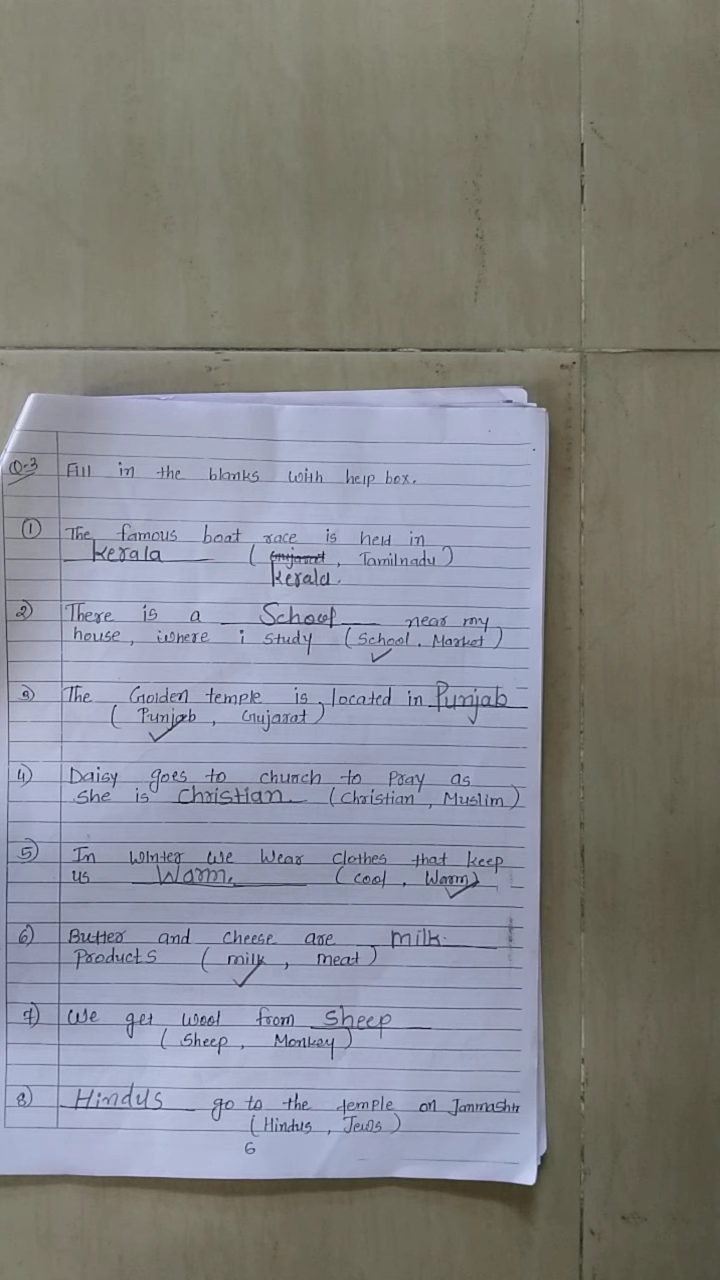 Q-3 Fill in the blanks with help box.
① The famous boat race is held in
Kerala ( Gujarat , Tamilnadu )
Kerala.
2) There is a School near my
house, where i study ( School , Market )
3) The Golden temple is located in Punjab
( Punjab , Gujarat )
4) Daisy goes to church to Pray as
She is Christian. ( Christian , Muslim )
5) In Winter We Wear clothes that keep
us Warm. ( cool , Warm )
6) Butter and cheese are milk.
Products ( milk , meat )
7) We get wool from Sheep
( Sheep , Monkey )
8) Hindus go to the temple on Janmasht
( Hindus , Jews )
6